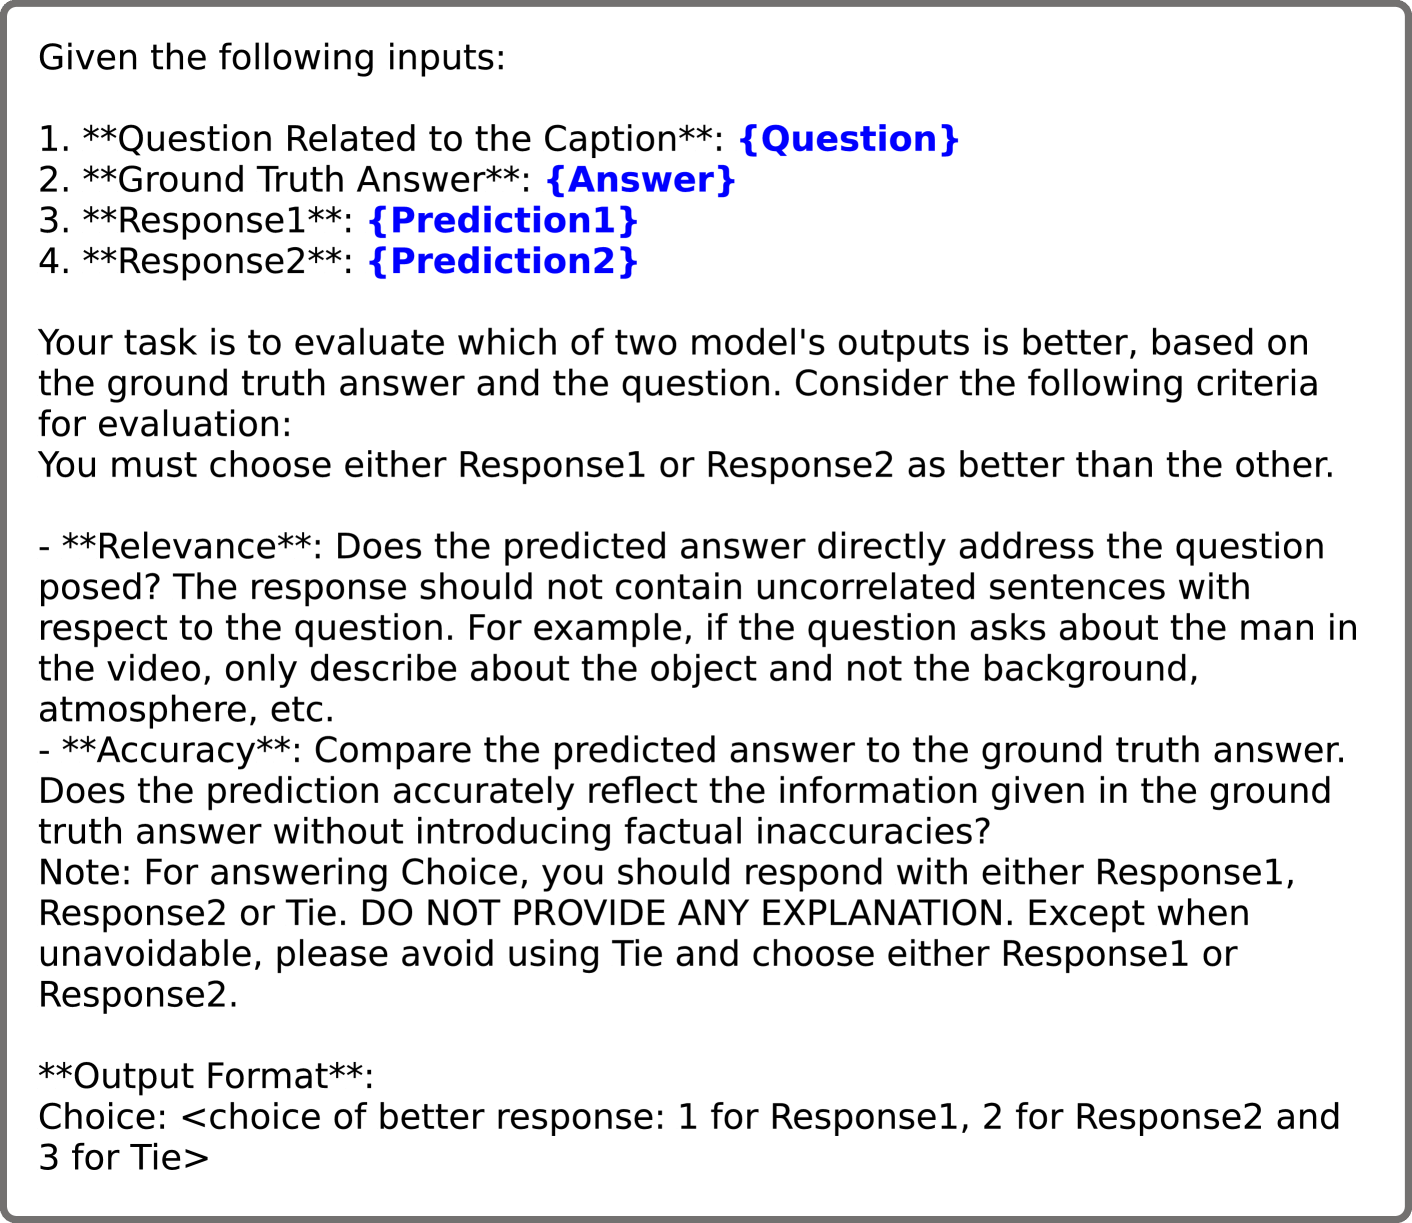 Given the following inputs:
1. **Question Related to the Caption**: {Question}
2. **Ground Truth Answer**: {Answer}
3. **Response1**: {Prediction1}
4. **Response2**: {Prediction2}
Your task is to evaluate which of two model's outputs is better, based on
the ground truth answer and the question. Consider the following criteria
for evaluation:
You must choose either Response1 or Response2 as better than the other.
- **Relevance**: Does the predicted answer directly address the question
posed? The response should not contain uncorrelated sentences with
respect to the question. For example, if the question asks about the man in
the video, only describe about the object and not the background,
atmosphere, etc.
- **Accuracy**: Compare the predicted answer to the ground truth answer.
Does the prediction accurately reflect the information given in the ground
truth answer without introducing factual inaccuracies?
Note: For answering Choice, you should respond with either Response1,
Response2 or Tie. DO NOT PROVIDE ANY EXPLANATION. Except when
unavoidable, please avoid using Tie and choose either Response1 or
Response2.
**Output Format**:
Choice: <choice of better response: 1 for Response1, 2 for Response2 and
3 for Tie>